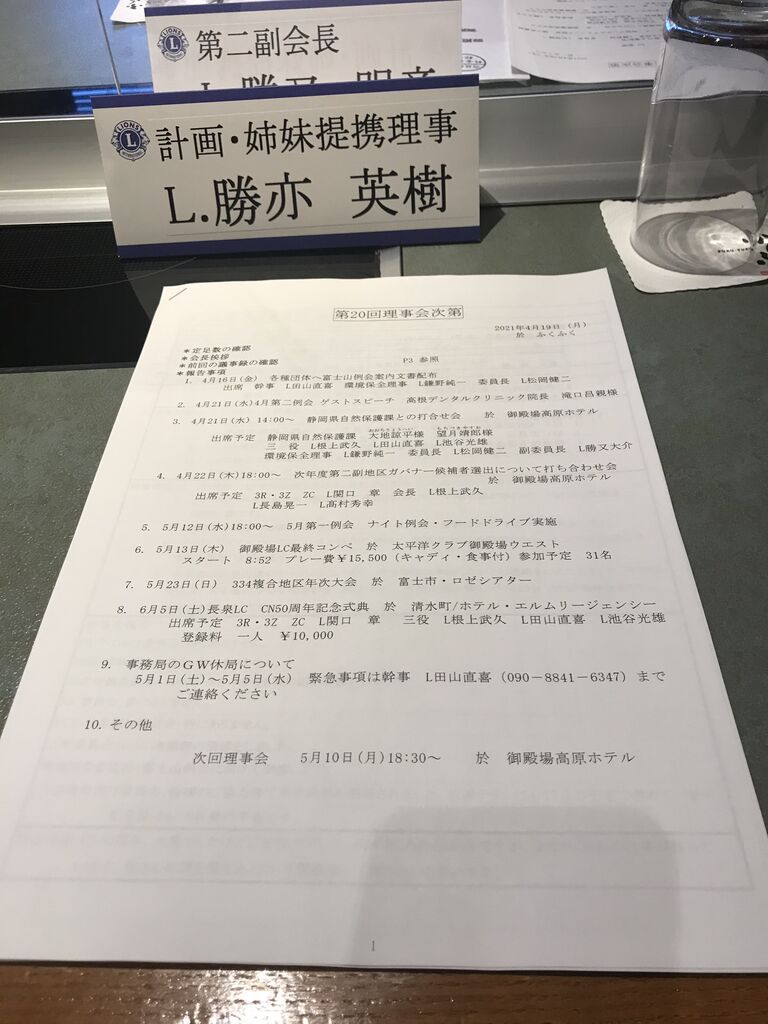 第二副会長
LIONS
L
INTERNATIONAL
計画・姉妹提携理事
L.勝亦 英樹
第20回理事会次第
2021年4月19日（月）
於 ふくふく
＊定足数の確認
＊会長挨拶
＊前回の議事録の確認 P3 参照
＊報告事項
1. 4月16日(金) 各種団体へ富士山例会案内文書配布
出席 幹事 L田山直喜 環境保全理事 L鎌野純一 委員長 L松岡健二
2. 4月21日(水)4月第二例会 ゲストスピーチ 高根デンタルクリニック院長 滝口昌親様
3. 4月21日(水) 14:00～ 静岡県自然保護課との打合せ会 於 御殿場高原ホテル
出席予定 静岡県自然保護課 大地諒平様 望月靖郎様
三 役 L根上武久 L田山直喜 L池谷光雄
環境保全理事 L鎌野純一 委員長 L松岡健二 副委員長 L勝又大介
4. 4月22日(木)18:00～ 次年度第二副地区ガバナー候補者選出について打ち合わせ会
於 御殿場高原ホテル
出席予定 3R・3Z ZC L関口 章 会長 L根上武久
L長島晃一 L高村秀幸
5. 5月12日(水)18:00～ 5月第一例会 ナイト例会・フードドライブ実施
6. 5月13日(木) 御殿場LC最終コンペ 於 太平洋クラブ御殿場ウエスト
スタート 8:52 プレー費￥15,500（キャディ・食事付）参加予定 31名
7. 5月23日(日) 334複合地区年次大会 於 富士市・ロゼシアター
8. 6月5日(土)長泉LC CN50周年記念式典 於 清水町/ホテル・エルムリージェンシー
出席予定 3R・3Z ZC L関口 章 三役 L根上武久 L田山直喜 L池谷光雄
登録料 一人 ￥10,000
9. 事務局のＧＷ休局について
5月1日(土)～5月5日(水) 緊急事項は幹事 L田山直喜（090－8841－6347）まで
ご連絡ください
10. その他
次回理事会 5月10日(月)18:30～ 於 御殿場高原ホテル
1